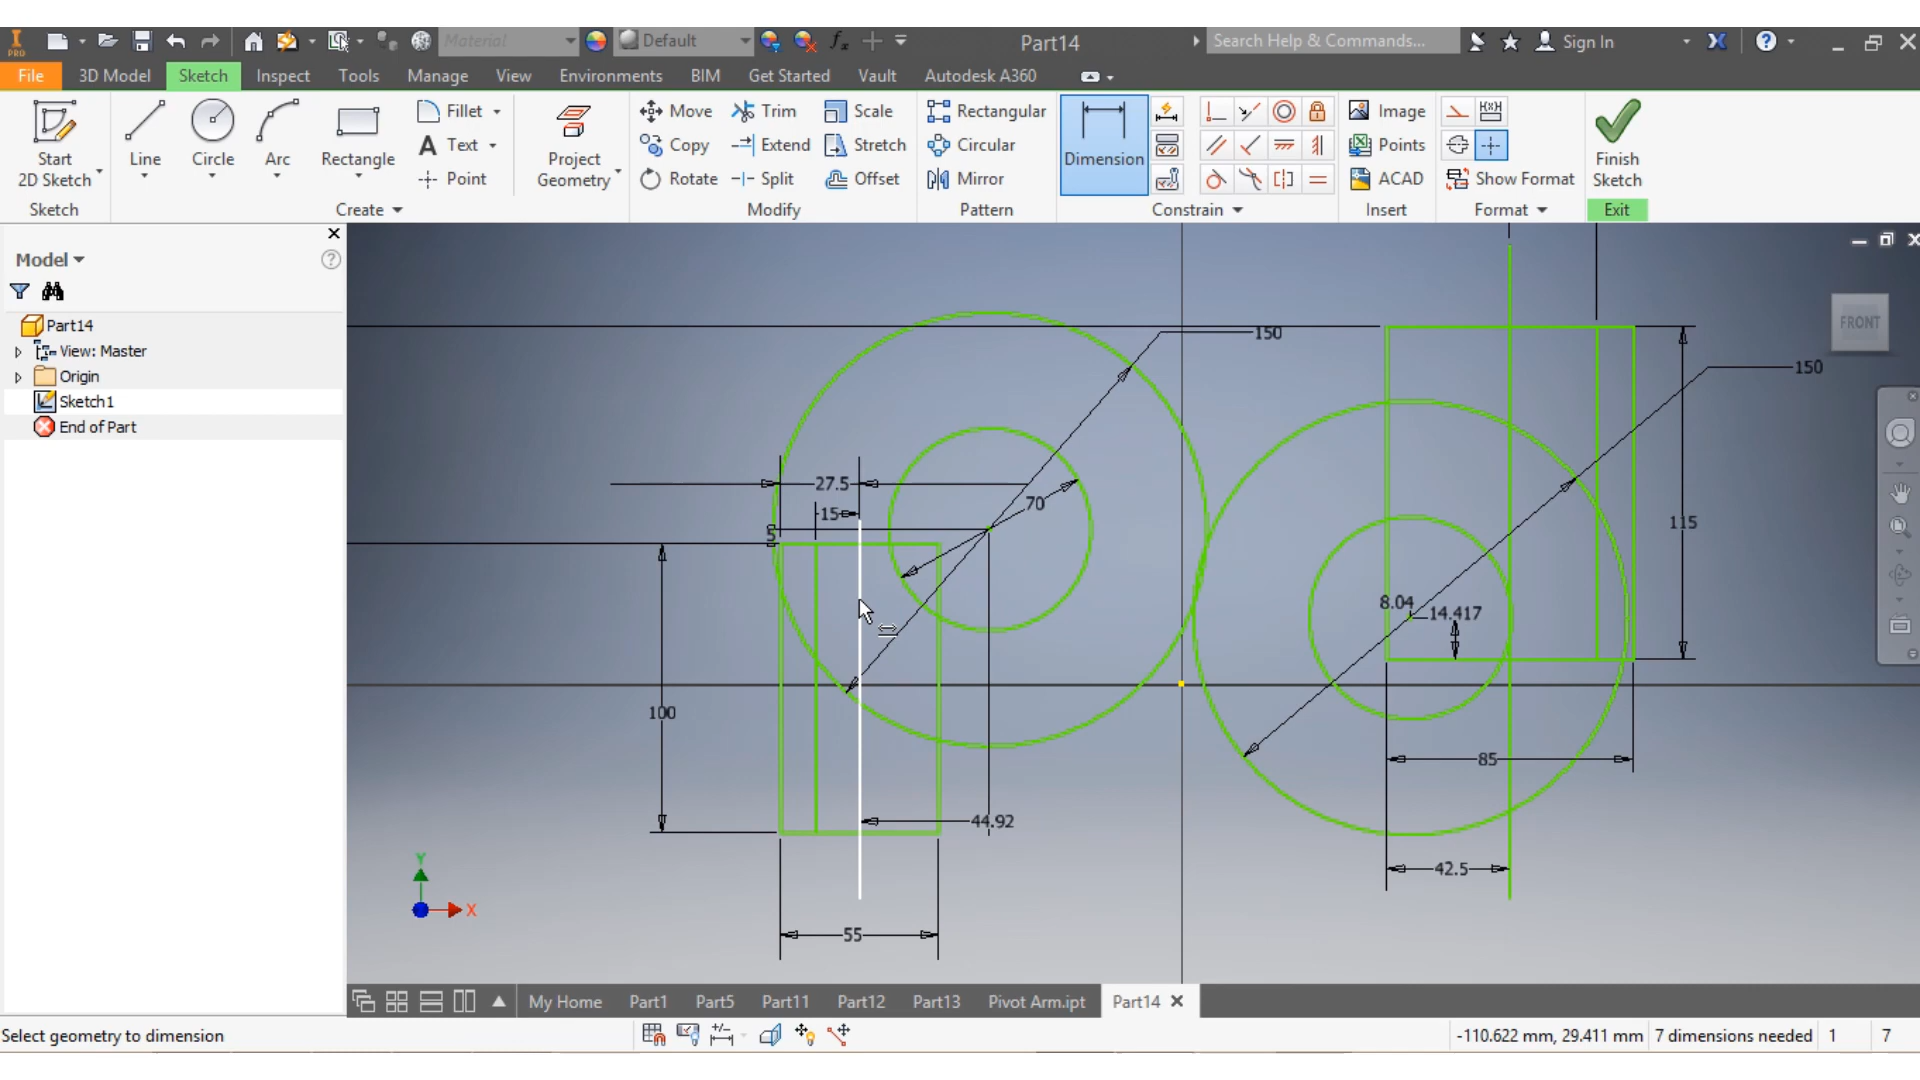 PRO Material Default fx Part14 Search Help & Commands... Sign In
File 3D Model Sketch Inspect Tools Manage View Environments BIM Get Started Vault Autodesk A360
Start
2D Sketch
Line
Circle
Arc
Rectangle
Fillet
Text
Point
Project
Geometry
Move
Copy
Rotate
Trim
Extend
Split
Scale
Stretch
Offset
Rectangular
Circular
Mirror
Dimension
Image
Points
ACAD
Show Format
Finish
Sketch
Sketch Create Modify Pattern Constrain Insert Format Exit
Model
Part14
View: Master
Origin
Sketch1
End of Part
FRONT
150
150
27.5
70
15
5
115
8.04
14.417
100
85
44.92
42.5
55
Y
X
My Home Part1 Part5 Part11 Part12 Part13 Pivot Arm.ipt Part14
Select geometry to dimension
-110.622 mm, 29.411 mm 7 dimensions needed 1 7